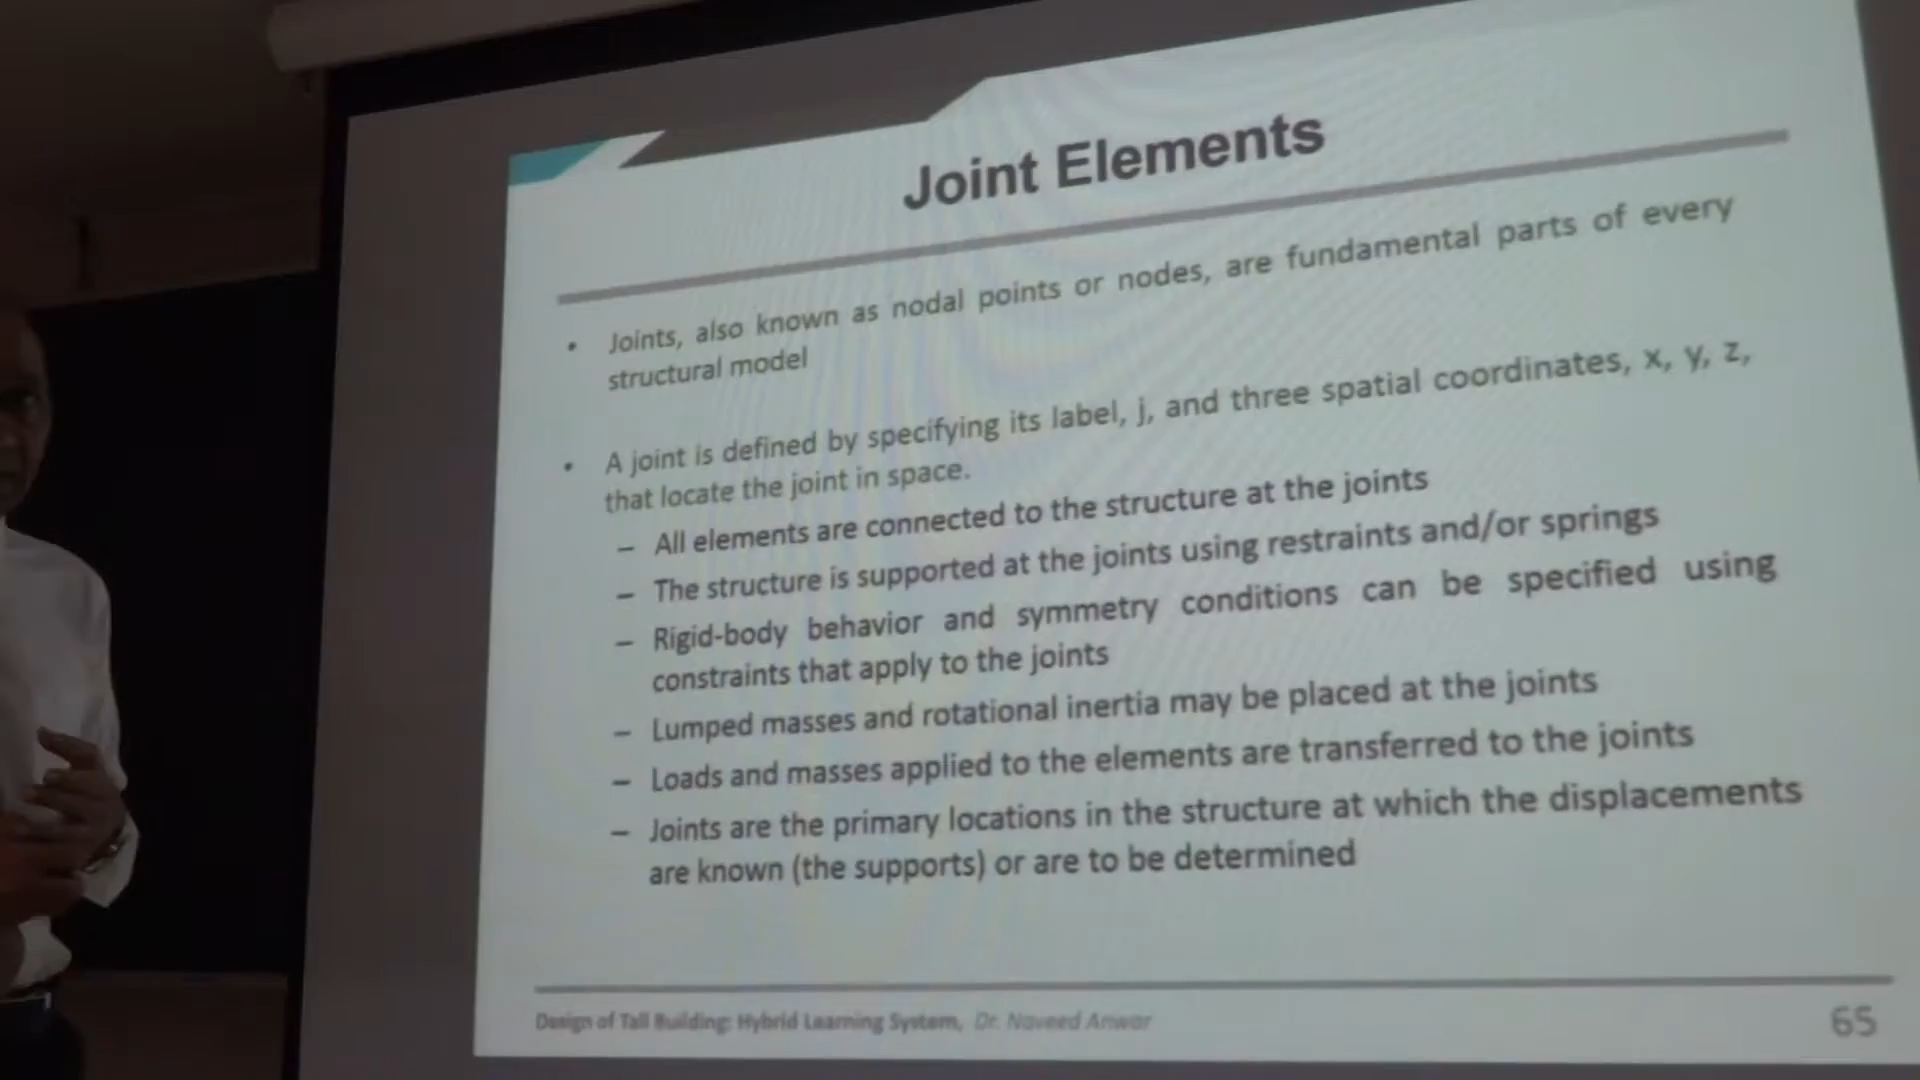 Joint Elements
• Joints, also known as nodal points or nodes, are fundamental parts of every
structural model
• A joint is defined by specifying its label, j, and three spatial coordinates, x, y, z,
that locate the joint in space.
– All elements are connected to the structure at the joints
– The structure is supported at the joints using restraints and/or springs
– Rigid-body behavior and symmetry conditions can be specified using
constraints that apply to the joints
– Lumped masses and rotational inertia may be placed at the joints
– Loads and masses applied to the elements are transferred to the joints
– Joints are the primary locations in the structure at which the displacements
are known (the supports) or are to be determined
Design of Tall Building: Hybrid Learning System, Dr. Naveed Anwar
65